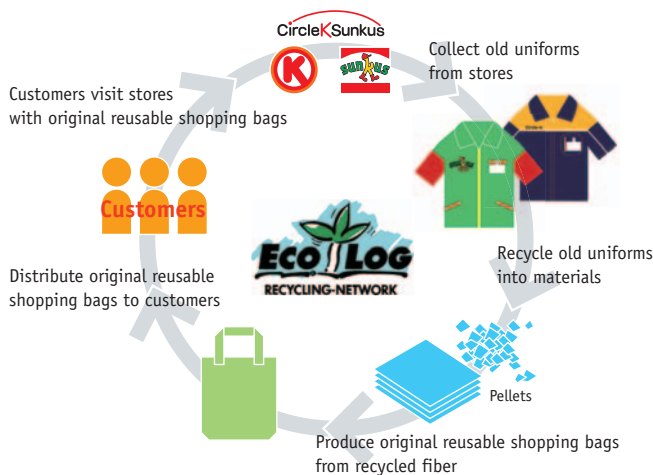 CircleKSunkus
K
sunkus
Collect old uniforms
from stores
Customers visit stores
with original reusable shopping bags
Customers
ECOLOG
RECYCLING-NETWORK
Recycle old uniforms
into materials
Distribute original reusable
shopping bags to customers
Pellets
Produce original reusable shopping bags
from recycled fiber